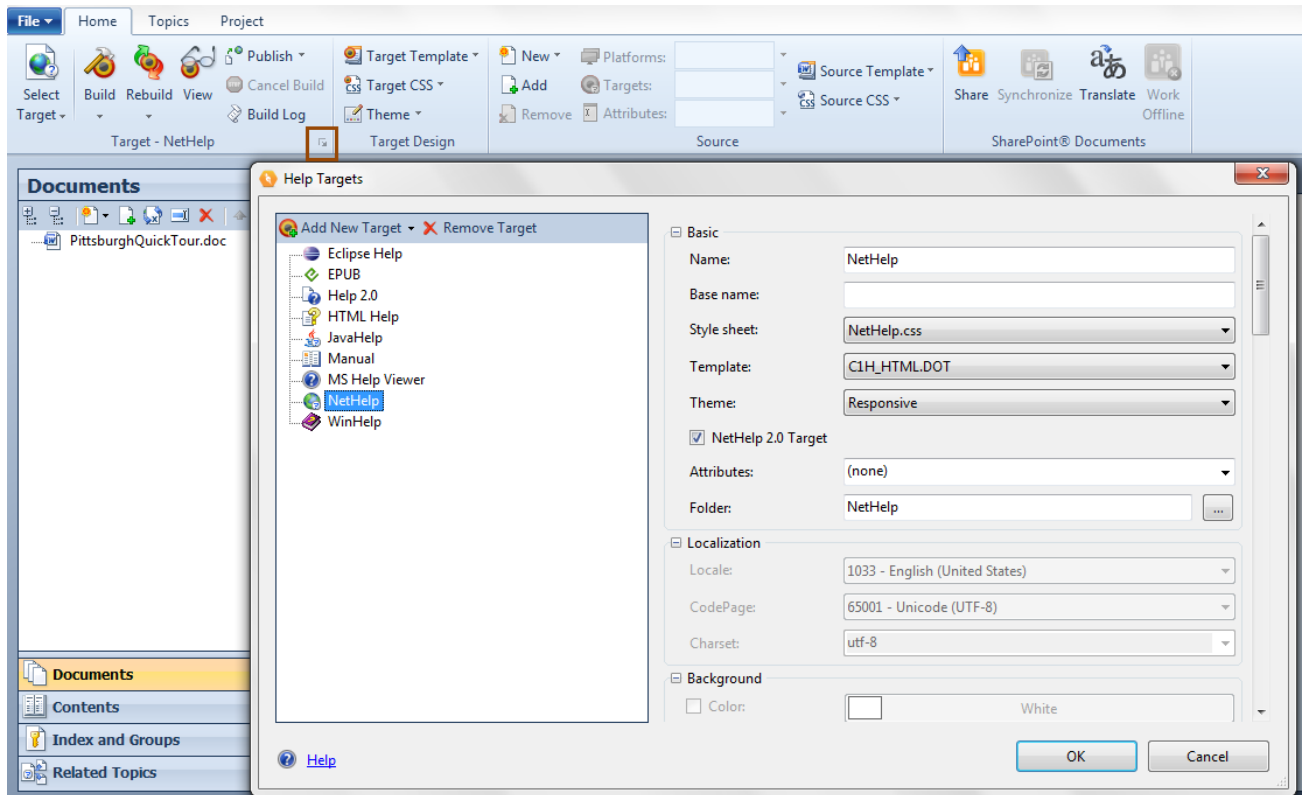 File
Home Topics Project
Select Target
Build
Rebuild
View
Publish
Cancel Build
Build Log
Target - NetHelp
Target Template
Target CSS
Theme
Target Design
New
Add
Remove
Platforms:
Targets:
Attributes:
Source Template
Source CSS
Source
Share
Synchronize
Translate
Work Offline
SharePoint® Documents
Documents
PittsburghQuickTour.doc
Documents
Contents
Index and Groups
Related Topics
Help Targets
Add New Target Remove Target
Eclipse Help
EPUB
Help 2.0
HTML Help
JavaHelp
Manual
MS Help Viewer
NetHelp
WinHelp
Basic
Name: NetHelp
Base name:
Style sheet: NetHelp.css
Template: C1H_HTML.DOT
Theme: Responsive
NetHelp 2.0 Target
Attributes: (none)
Folder: NetHelp ...
Localization
Locale: 1033 - English (United States)
CodePage: 65001 - Unicode (UTF-8)
Charset: utf-8
Background
Color: White
Help
OK Cancel